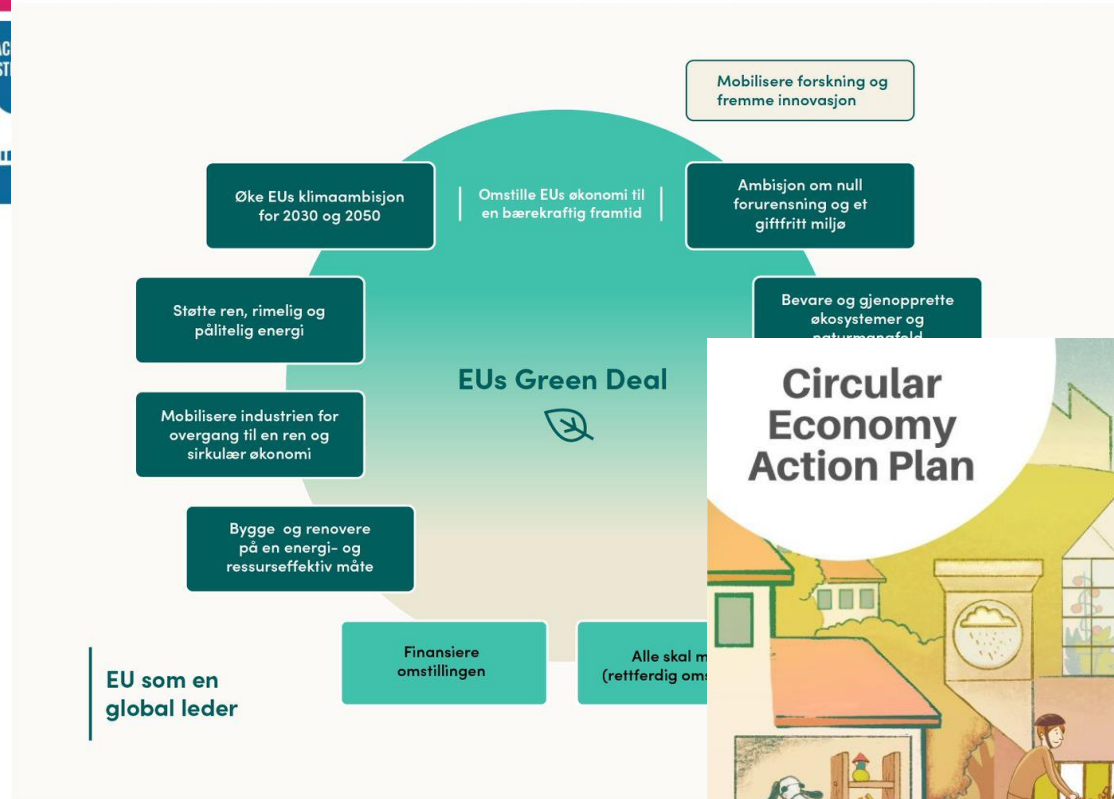 Mobilisere forskning og
fremme innovasjon
Øke EUs klimaambisjon
for 2030 og 2050
Omstille EUs økonomi til
en bærekraftig framtid
Ambisjon om null
forurensning og et
giftfritt miljø
Støtte ren, rimelig og
pålitelig energi
Bevare og gjenopprette
økosystemer og
naturmangfold
EUs Green Deal
Mobilisere industrien for
overgang til en ren og
sirkulær økonomi
Bygge og renovere
på en energi- og
ressurseffektiv måte
Circular
Economy
Action Plan
Finansiere
omstillingen
Alle skal
(rettferdig
EU som en
global leder